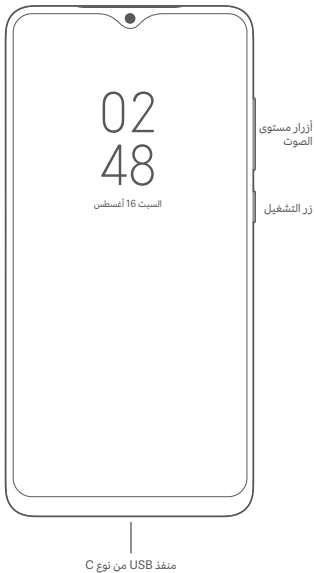 02
48
السبت 16 أغسطس
أزرار مستوى
الصوت
زر التشغيل
منفذ USB من نوع C